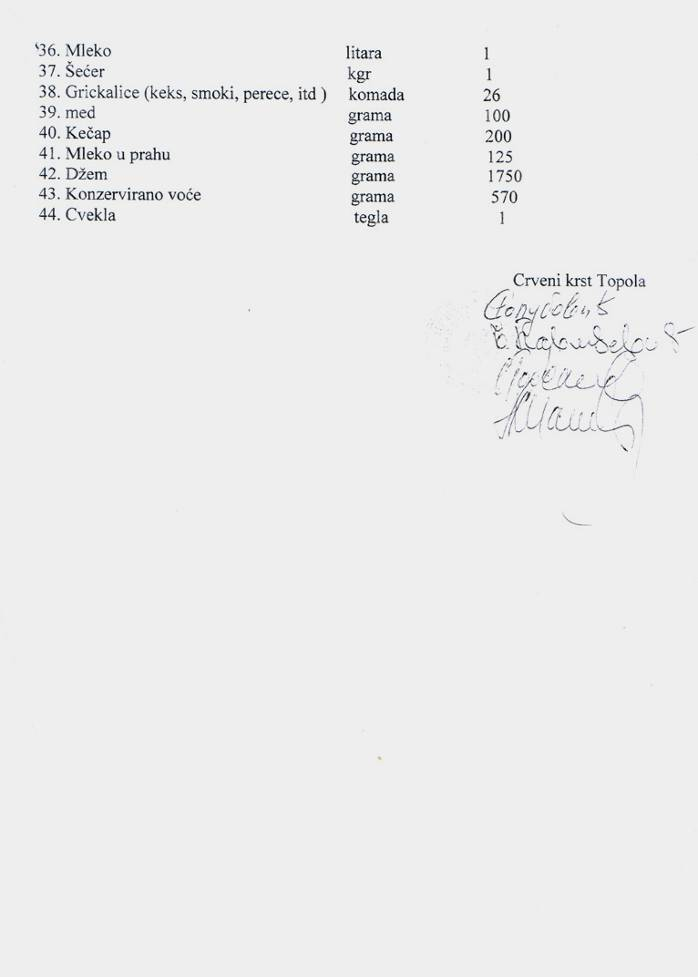 36. Mleko litara 1
37. Šećer kgr 1
38. Grickalice (keks, smoki, perece, itd ) komada 26
39. med grama 100
40. Kečap grama 200
41. Mleko u prahu grama 125
42. Džem grama 1750
43. Konzervirano voće grama 570
44. Cvekla tegla 1
Crveni krst Topola